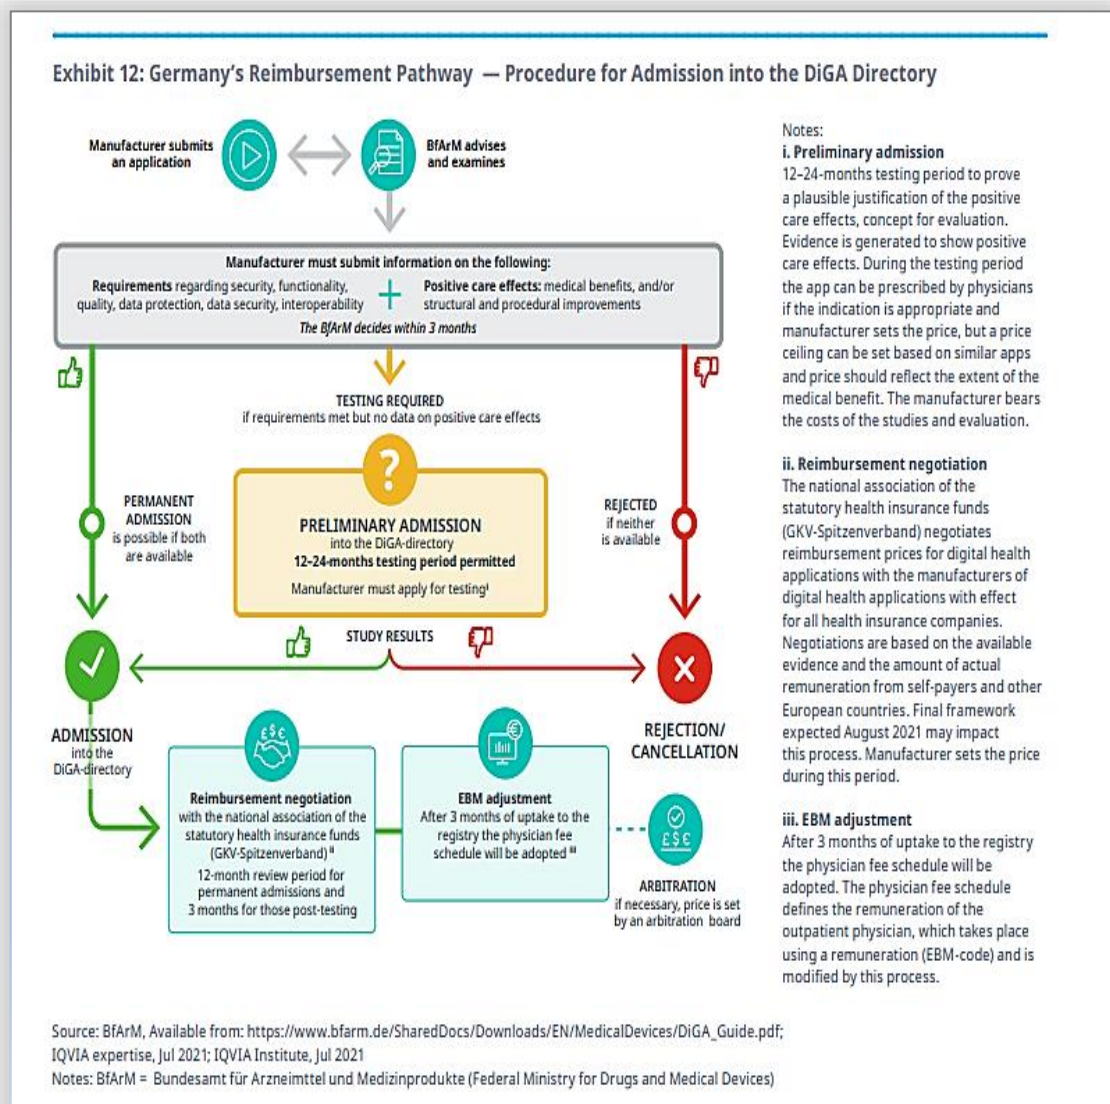 Exhibit 12: Germany’s Reimbursement Pathway — Procedure for Admission into the DiGA Directory
Manufacturer submits
an application
BfArM advises
and examines
Manufacturer must submit information on the following:
Requirements regarding security, functionality,
quality, data protection, data security, interoperability
+
Positive care effects: medical benefits, and/or
structural and procedural improvements
The BfArM decides within 3 months
TESTING REQUIRED
if requirements met but no data on positive care effects
?
PERMANENT
ADMISSION
is possible if both
are available
PRELIMINARY ADMISSION
into the DiGA-directory
12–24-months testing period permitted
Manufacturer must apply for testingⁱ
REJECTED
if neither
is available
STUDY RESULTS
ADMISSION
into the
DiGA-directory
REJECTION/
CANCELLATION
£$€
Reimbursement negotiation
with the national association of the
statutory health insurance funds
(GKV-Spitzenverband) ⁱⁱ
12-month review period for
permanent admissions and
3 months for those post-testing
€
EBM adjustment
After 3 months of uptake to the
registry the physician fee
schedule will be adopted ⁱⁱⁱ
£$€
ARBITRATION
if necessary, price is set
by an arbitration board
Notes:
i. Preliminary admission
12–24-months testing period to prove
a plausible justification of the positive
care effects, concept for evaluation.
Evidence is generated to show positive
care effects. During the testing period
the app can be prescribed by physicians
if the indication is appropriate and
manufacturer sets the price, but a price
ceiling can be set based on similar apps
and price should reflect the extent of the
medical benefit. The manufacturer bears
the costs of the studies and evaluation.
ii. Reimbursement negotiation
The national association of the
statutory health insurance funds
(GKV-Spitzenverband) negotiates
reimbursement prices for digital health
applications with the manufacturers of
digital health applications with effect
for all health insurance companies.
Negotiations are based on the available
evidence and the amount of actual
remuneration from self-payers and other
European countries. Final framework
expected August 2021 may impact
this process. Manufacturer sets the price
during this period.
iii. EBM adjustment
After 3 months of uptake to the registry
the physician fee schedule will be
adopted. The physician fee schedule
defines the remuneration of the
outpatient physician, which takes place
using a remuneration (EBM-code) and is
modified by this process.
Source: BfArM, Available from: https://www.bfarm.de/SharedDocs/Downloads/EN/MedicalDevices/DiGA_Guide.pdf;
IQVIA expertise, Jul 2021; IQVIA Institute, Jul 2021
Notes: BfArM = Bundesamt für Arzneimttel und Medizinprodukte (Federal Ministry for Drugs and Medical Devices)